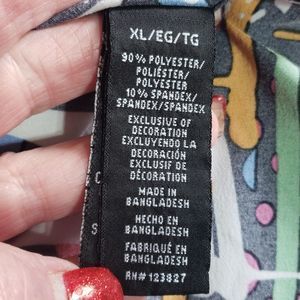 XL/EG/TG
90% POLYESTER/
POLIÉSTER/
POLYESTER
10% SPANDEX/
SPANDEX/SPANDEX
EXCLUSIVE OF
DECORATION
EXCLUYENDO LA
DECORACIÓN
EXCLUSIF DE
DÉCORATION
MADE IN
BANGLADESH
HECHO EN
BANGLADESH
FABRIQUÉ EN
BANGLADESH
RN# 123827
C
S